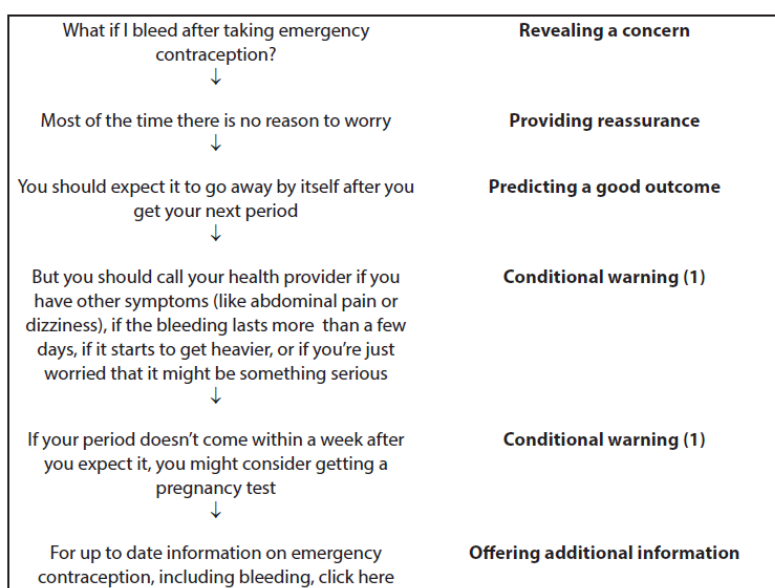 What if I bleed after taking emergency Revealing a concern
contraception?
↓
Most of the time there is no reason to worry Providing reassurance
↓
You should expect it to go away by itself after you Predicting a good outcome
get your next period
↓
But you should call your health provider if you Conditional warning (1)
have other symptoms (like abdominal pain or
dizziness), if the bleeding lasts more than a few
days, if it starts to get heavier, or if you’re just
worried that it might be something serious
↓
If your period doesn’t come within a week after Conditional warning (1)
you expect it, you might consider getting a
pregnancy test
↓
For up to date information on emergency Offering additional information
contraception, including bleeding, click here